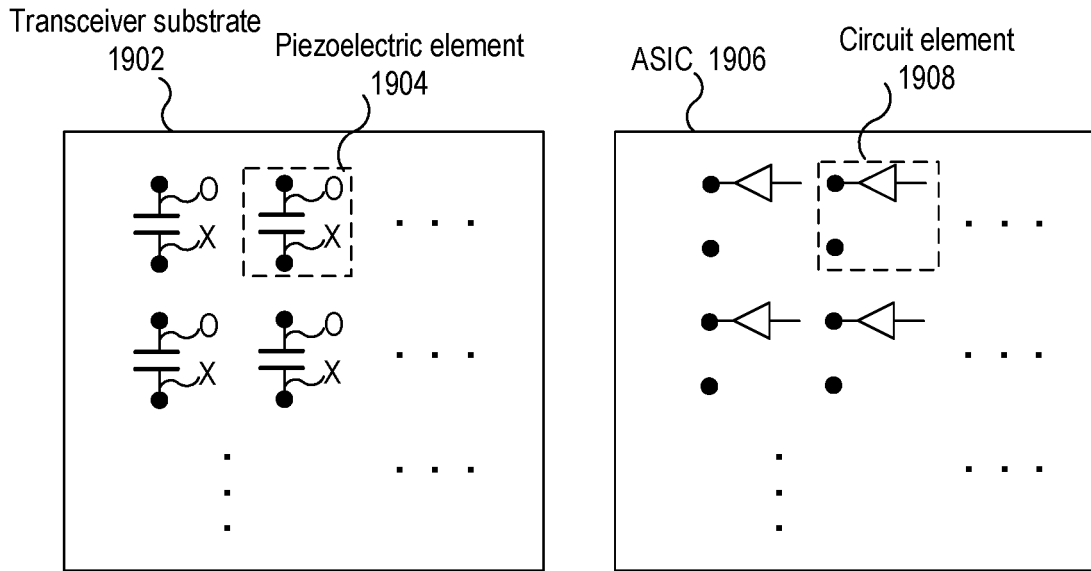 Transceiver substrate
1902
Piezoelectric element
1904
ASIC 1906
Circuit element
1908
O
O
X
X
O
O
X
X